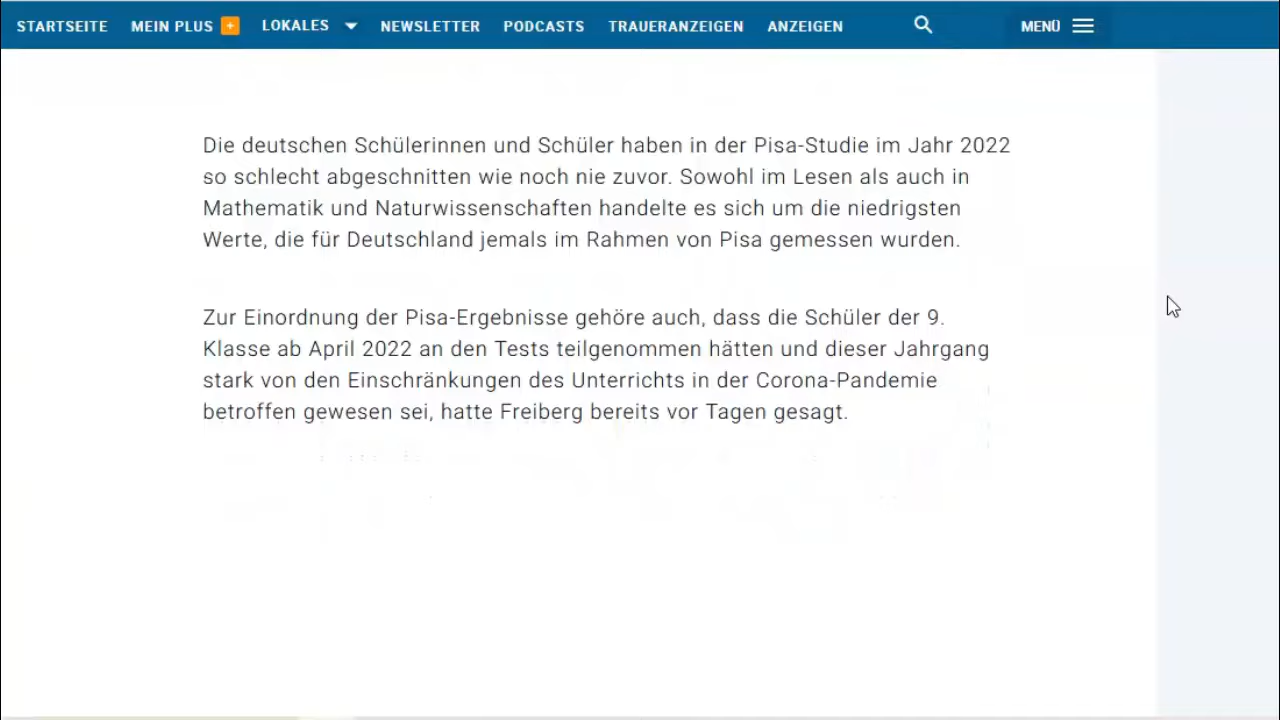 STARTSEITE MEIN PLUS + LOKALES NEWSLETTER PODCASTS TRAUERANZEIGEN ANZEIGEN MENÜ
Die deutschen Schülerinnen und Schüler haben in der Pisa-Studie im Jahr 2022
so schlecht abgeschnitten wie noch nie zuvor. Sowohl im Lesen als auch in
Mathematik und Naturwissenschaften handelte es sich um die niedrigsten
Werte, die für Deutschland jemals im Rahmen von Pisa gemessen wurden.
Zur Einordnung der Pisa-Ergebnisse gehöre auch, dass die Schüler der 9.
Klasse ab April 2022 an den Tests teilgenommen hätten und dieser Jahrgang
stark von den Einschränkungen des Unterrichts in der Corona-Pandemie
betroffen gewesen sei, hatte Freiberg bereits vor Tagen gesagt.